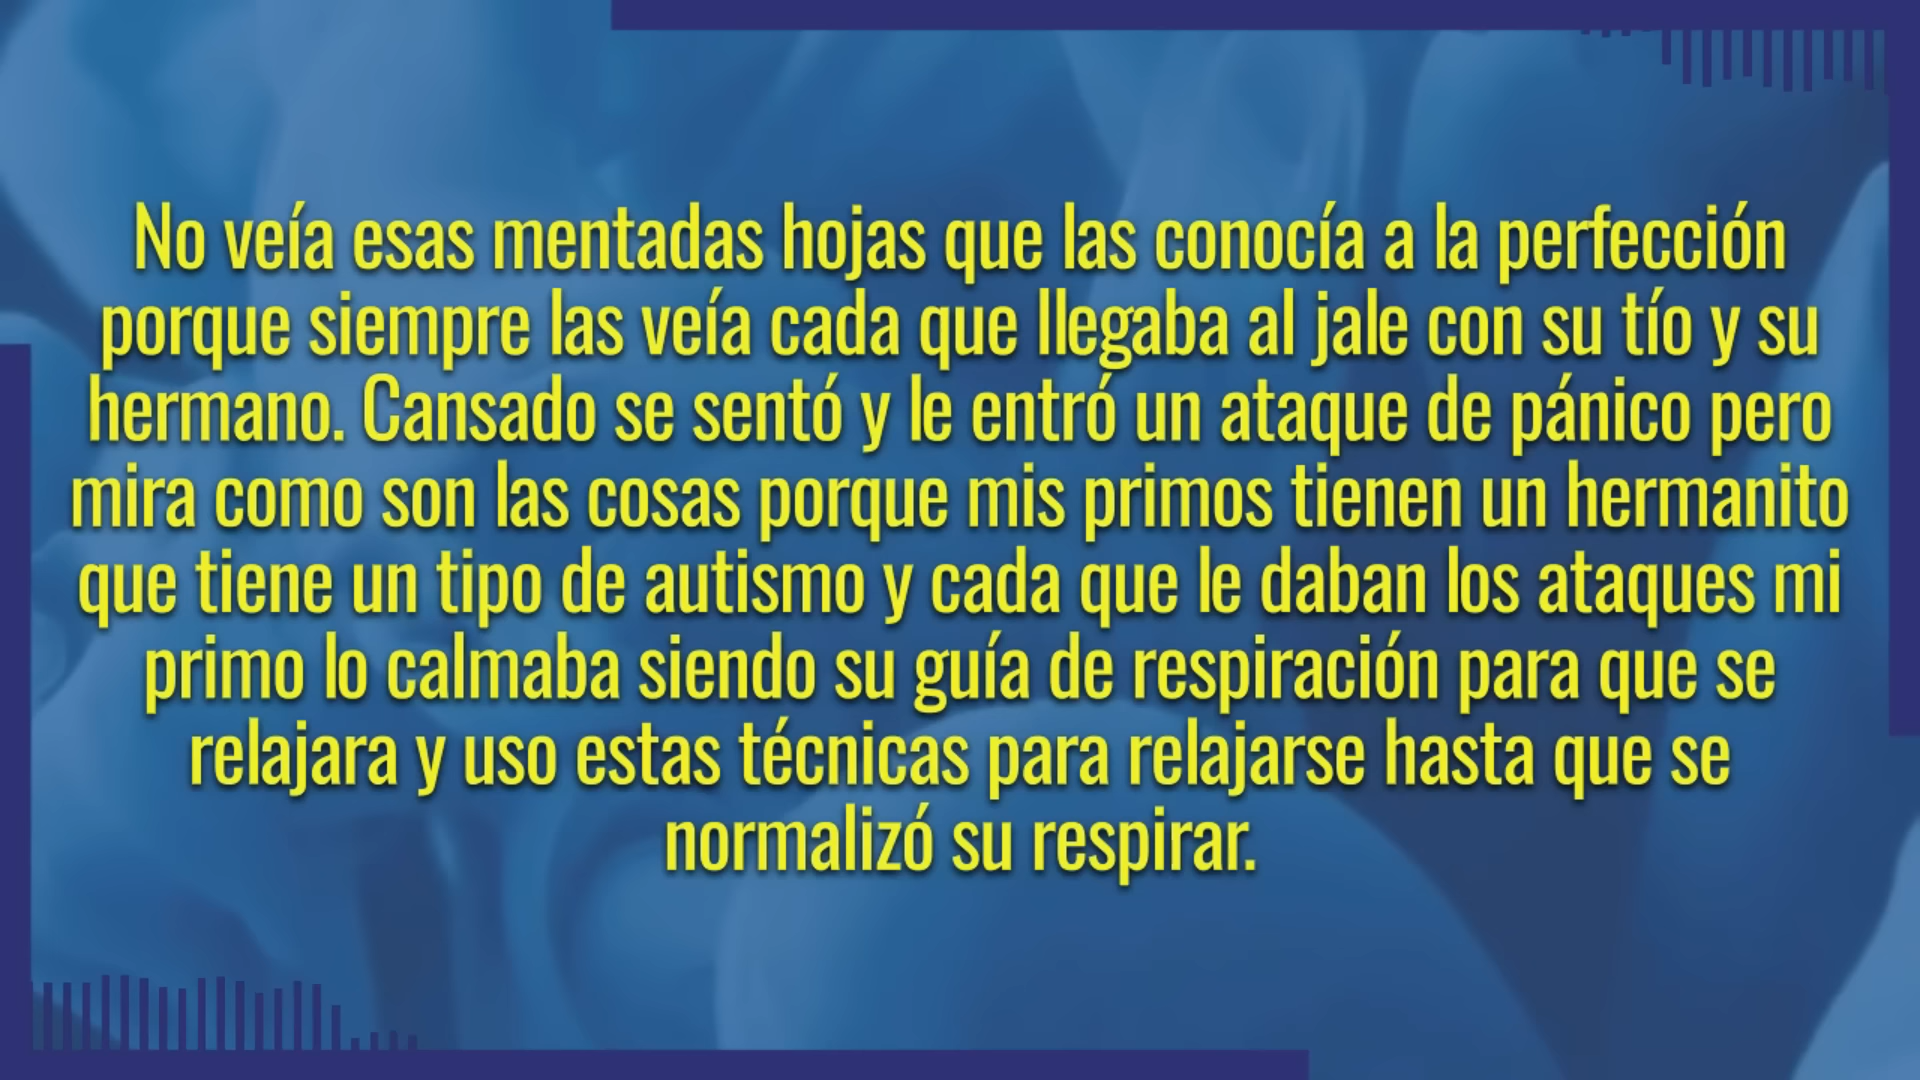 No veía esas mentadas hojas que las conocía a la perfección
porque siempre las veía cada que llegaba al jale con su tío y su
hermano. Cansado se sentó y le entró un ataque de pánico pero
mira como son las cosas porque mis primos tienen un hermanito
que tiene un tipo de autismo y cada que le daban los ataques mi
primo lo calmaba siendo su guía de respiración para que se
relajara y uso estas técnicas para relajarse hasta que se
normalizó su respirar.